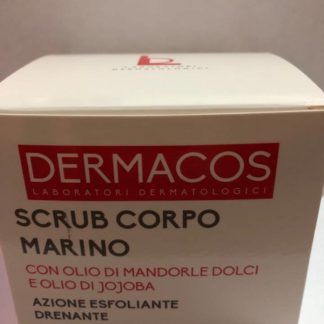 DERMACOS
LABORATORI DERMATOLOGICI
SCRUB CORPO
MARINO
CON OLIO DI MANDORLE DOLCI
E OLIO DI JOJOBA
AZIONE ESFOLIANTE
DRENANTE